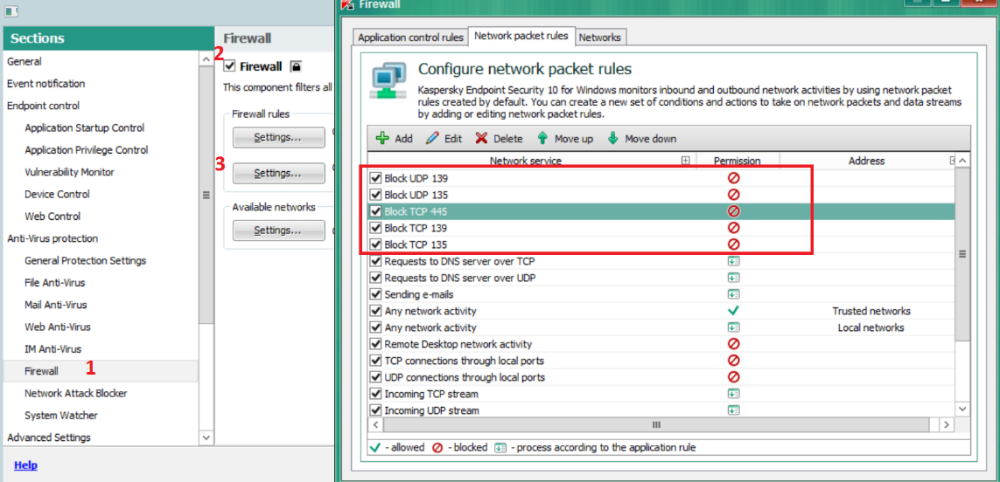 Sections
General
Event notification
Endpoint control
Application Startup Control
Application Privilege Control
Vulnerability Monitor
Device Control
Web Control
Anti-Virus protection
General Protection Settings
File Anti-Virus
Mail Anti-Virus
Web Anti-Virus
IM Anti-Virus
Firewall 1
Network Attack Blocker
System Watcher
Advanced Settings
Help
Firewall
2
Firewall
This component filters all
Firewall rules
Settings...
3
Settings...
Available networks
Settings...
Firewall
Application control rules
Network packet rules
Networks
Configure network packet rules
Kaspersky Endpoint Security 10 for Windows monitors inbound and outbound network activities by using network packet
rules created by default. You can create a new set of conditions and actions to take on network packets and data streams
by adding or editing network packet rules.
Add Edit Delete Move up Move down
Network service Permission Address
Block UDP 139
Block UDP 135
Block TCP 445
Block TCP 139
Block TCP 135
Requests to DNS server over TCP
Requests to DNS server over UDP
Sending e-mails
Any network activity Trusted networks
Any network activity Local networks
Remote Desktop network activity
TCP connections through local ports
UDP connections through local ports
Incoming TCP stream
Incoming UDP stream
- allowed - blocked - process according to the application rule